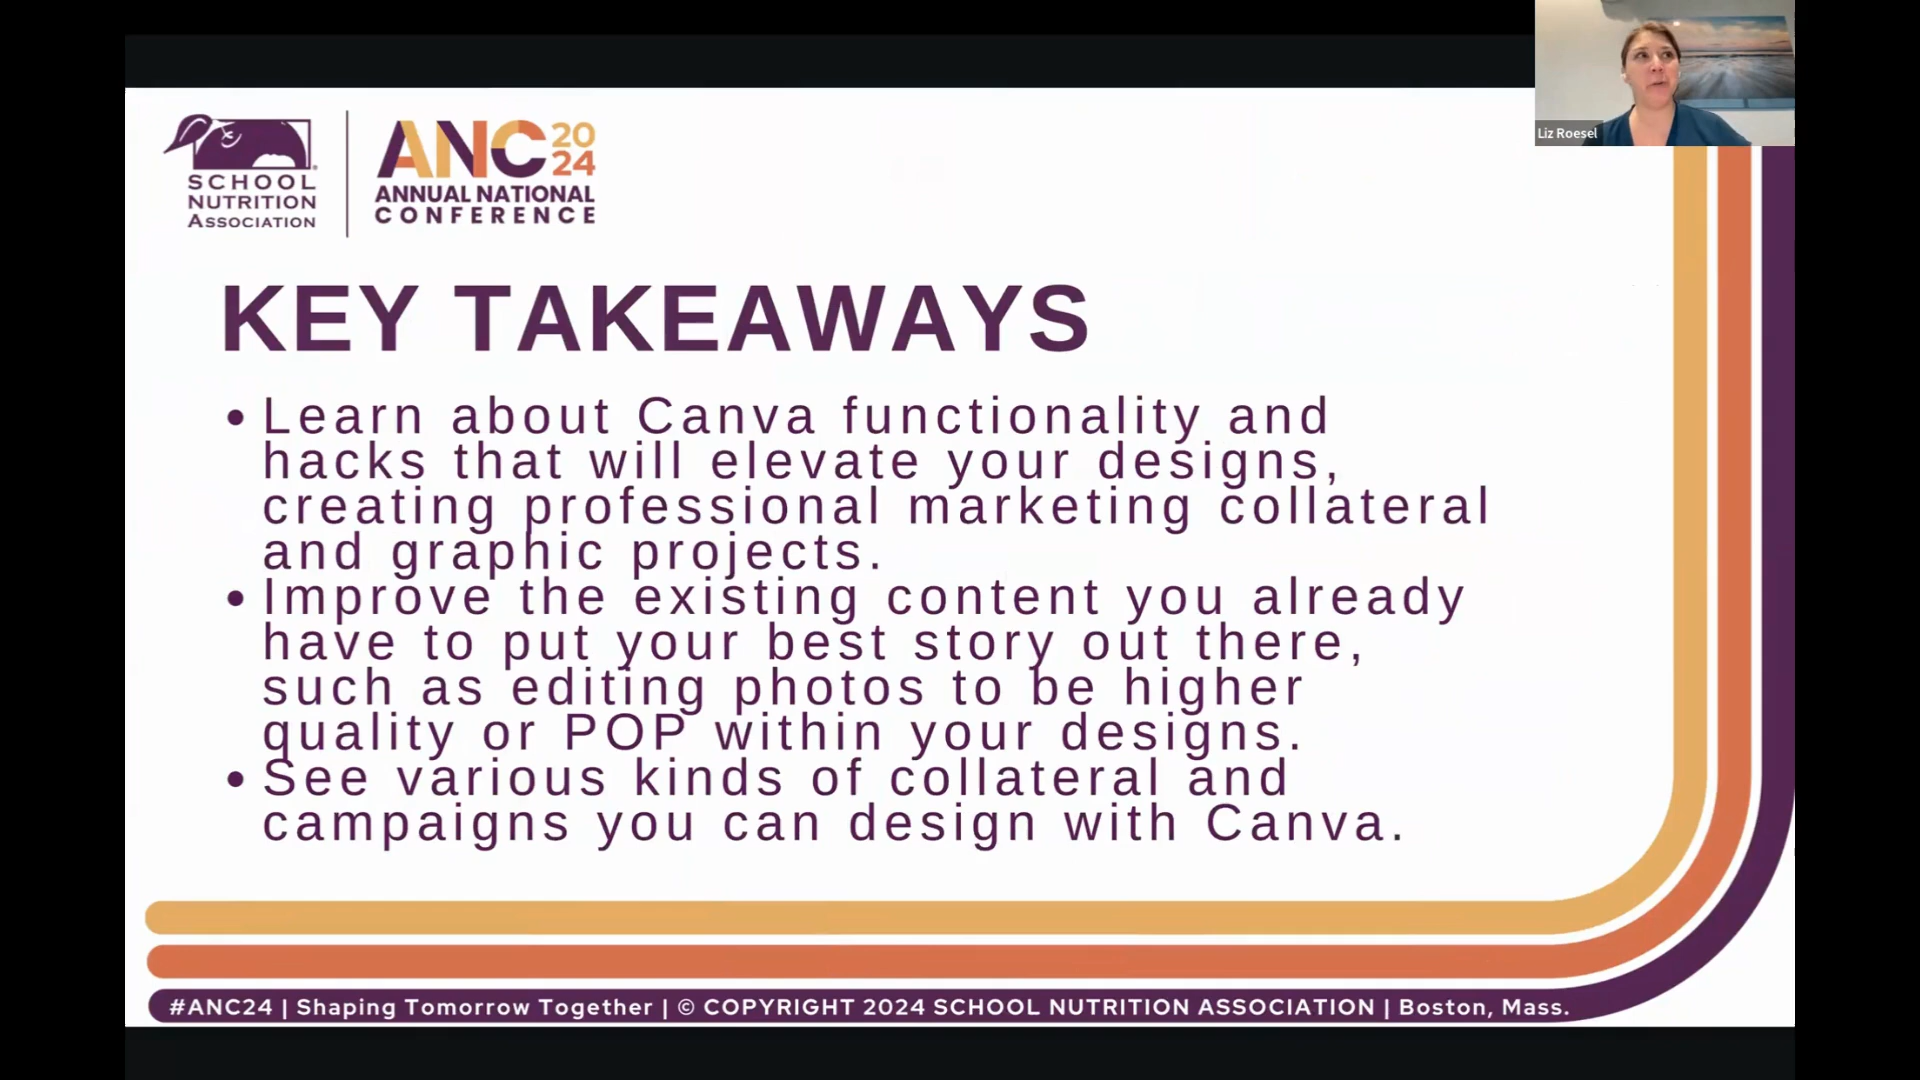 Liz Roesel
SCHOOL
NUTRITION
ASSOCIATION
ANC 2024
ANNUAL NATIONAL
CONFERENCE
KEY TAKEAWAYS
• Learn about Canva functionality and
hacks that will elevate your designs,
creating professional marketing collateral
and graphic projects.
• Improve the existing content you already
have to put your best story out there,
such as editing photos to be higher
quality or POP within your designs.
• See various kinds of collateral and
campaigns you can design with Canva.
#ANC24 | Shaping Tomorrow Together | © COPYRIGHT 2024 SCHOOL NUTRITION ASSOCIATION | Boston, Mass.